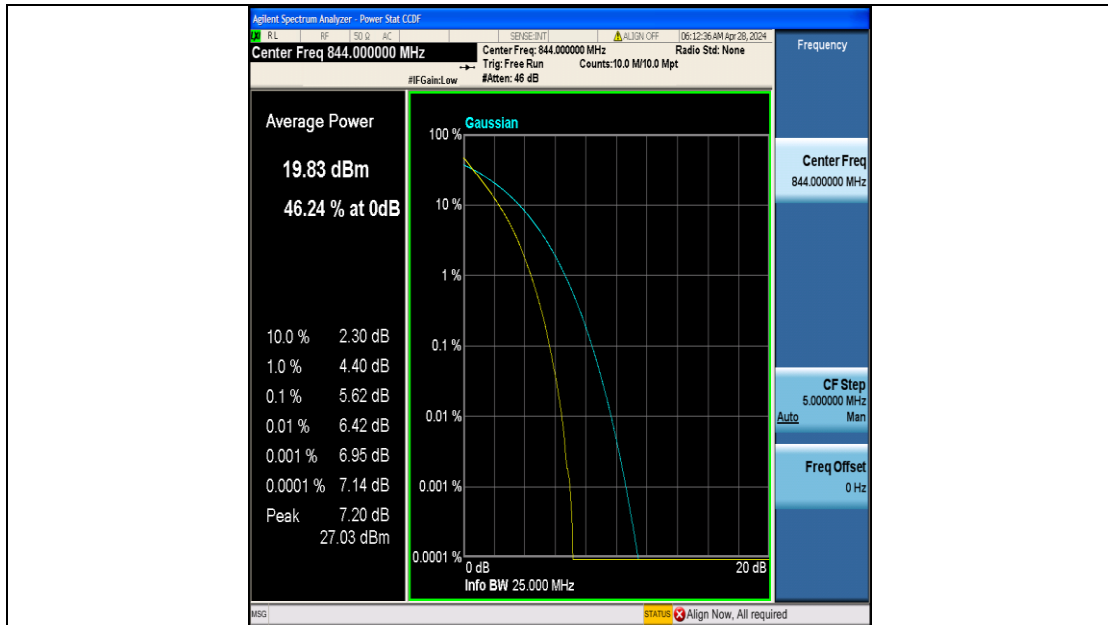 Agilent Spectrum Analyzer - Power Stat CCDF
RL RF 50 Ω AC SENSE:INT ALIGN OFF 06:12:36 AM Apr 28, 2024
Center Freq 844.000000 MHz
Center Freq: 844.000000 MHz Radio Std: None
Trig: Free Run Counts:10.0 M/10.0 Mpt
#IFGain:Low #Atten: 46 dB
Frequency
Average Power
19.83 dBm
46.24 % at 0dB
10.0 % 2.30 dB
1.0 % 4.40 dB
0.1 % 5.62 dB
0.01 % 6.42 dB
0.001 % 6.95 dB
0.0001 % 7.14 dB
Peak 7.20 dB
27.03 dBm
Gaussian
100 %
10 %
1 %
0.1 %
0.01 %
0.001 %
0.0001 %
0 dB 20 dB
Info BW 25.000 MHz
Center Freq
844.000000 MHz
CF Step
5.000000 MHz
Auto Man
Freq Offset
0 Hz
MSG STATUS Align Now, All required